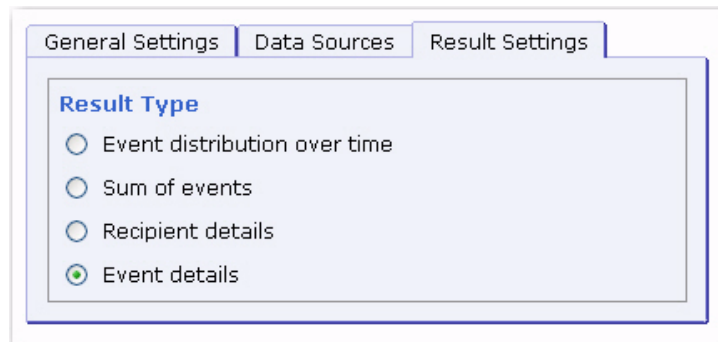 General Settings Data Sources Result Settings
Result Type
Event distribution over time
Sum of events
Recipient details
Event details